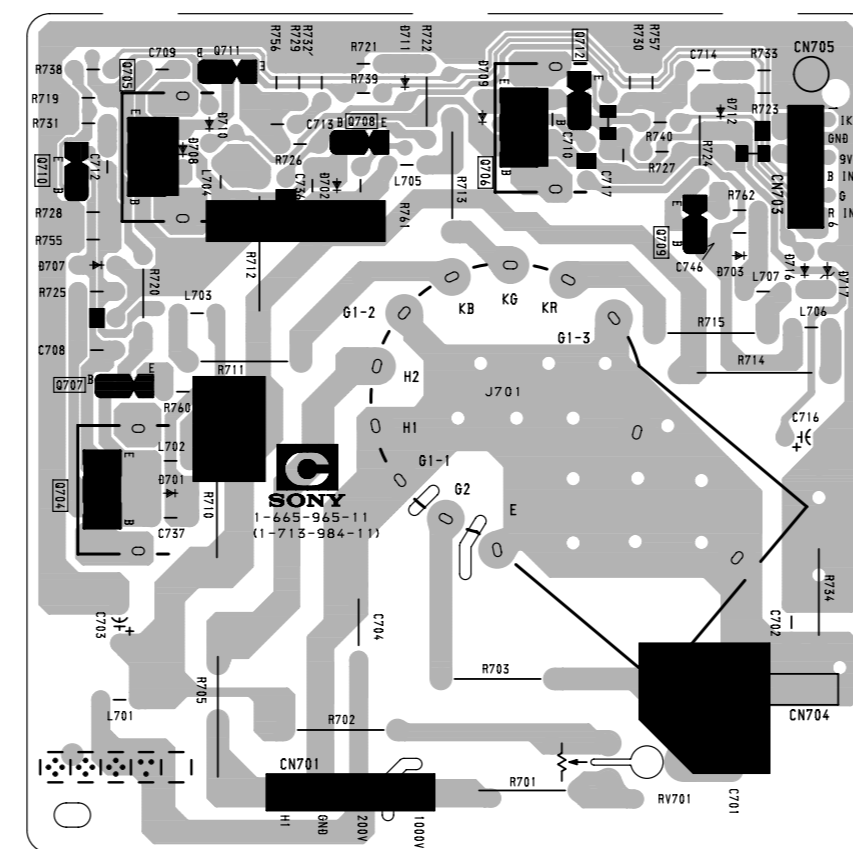 R756
R729
R732
D711
R722
R730
R757
C709
B
Q711
E
R721
D709
Q712
E
C714
R733
CN705
R738
Q705
R739
R719
R731
E
D710
C713
B
Q708
E
D712
R723
IK
GND
9V
B IN
G
R IN
6
1
Q710
E
B
C712
B
D708
L704
R726
C736
D702
L705
R713
Q706
B
C710
C717
R740
R727
R724
CN703
R728
R755
R761
E
Q709
B
R762
C746
D703
D707
R725
R720
R712
L703
L707
D716
D717
L706
G1-2
KB
KG
KR
G1-3
R715
R714
C708
Q707
B
E
R711
H2
J701
R760
H1
C716
+
L702
E
D701
Q704
B
C737
R710
G1-1
G2
E
C
SONY
1-665-965-11
(1-713-984-11)
C703
+
C704
C702
R734
R703
R705
L701
R702
CN704
CN701
R701
RV701
C701
H1
GND
200V
1000V